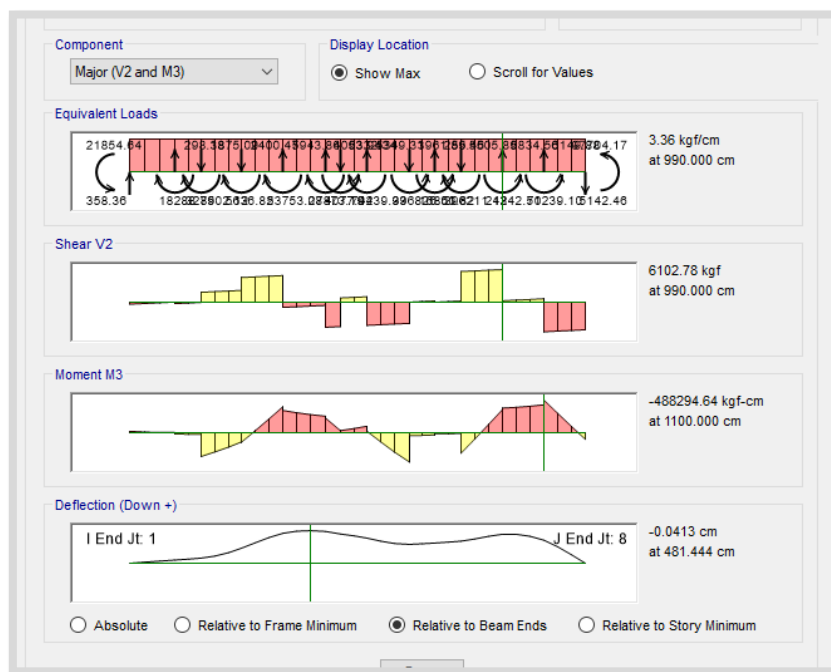 Component
Display Location
Major (V2 and M3)
Show Max
Scroll for Values
Equivalent Loads
21854.64
3.36 kgf/cm
at 990.000 cm
358.36
5142.46
Shear V2
6102.78 kgf
at 990.000 cm
Moment M3
-488294.64 kgf-cm
at 1100.000 cm
Deflection (Down +)
I End Jt: 1
J End Jt: 8
-0.0413 cm
at 481.444 cm
Absolute
Relative to Frame Minimum
Relative to Beam Ends
Relative to Story Minimum